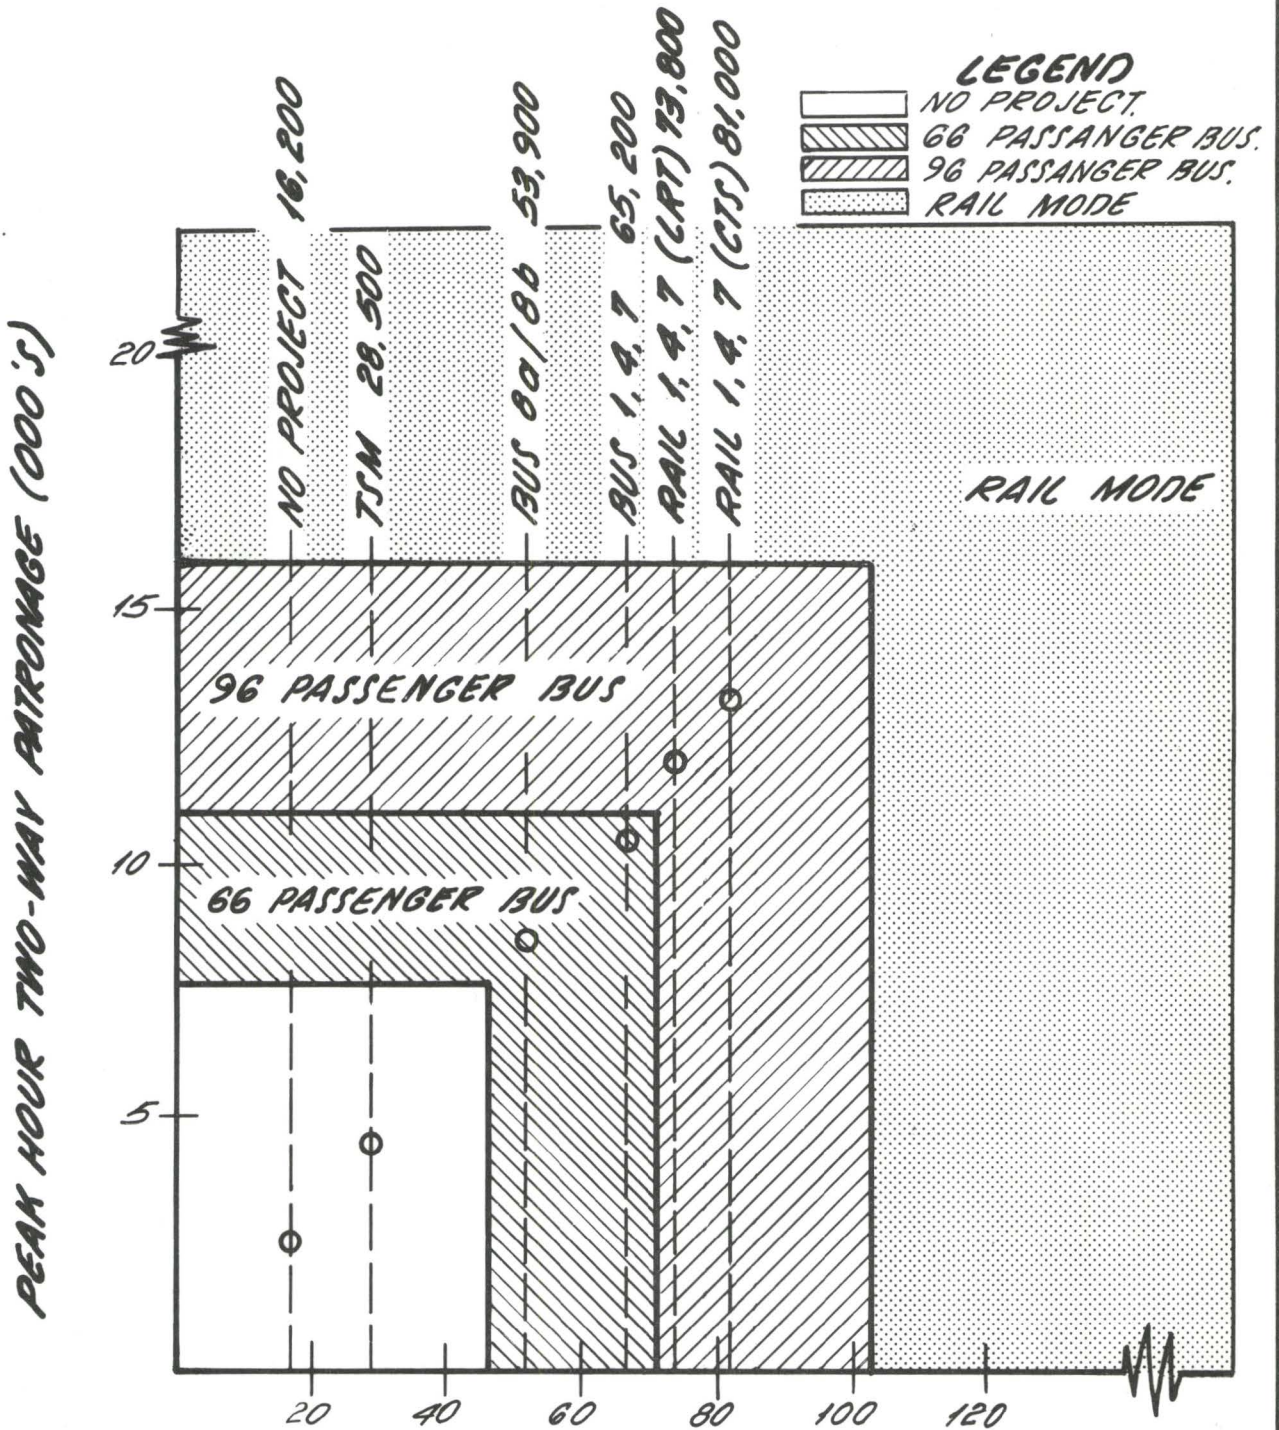 LEGEND
NO PROJECT.
66 PASSANGER BUS.
96 PASSANGER BUS.
RAIL MODE
NO PROJECT 16,200
TSM 28.500
BUS 8a/8b 53,900
BUS 1,4,7 65,200
RAIL 1,4,7 (LRT) 73,800
RAIL 1,4,7 (CTS) 81,000
RAIL MODE
96 PASSENGER BUS
66 PASSENGER BUS
PEAK HOUR TWO-WAY PATRONAGE (000'S)
20
15
10
5
20 40 60 80 100 120